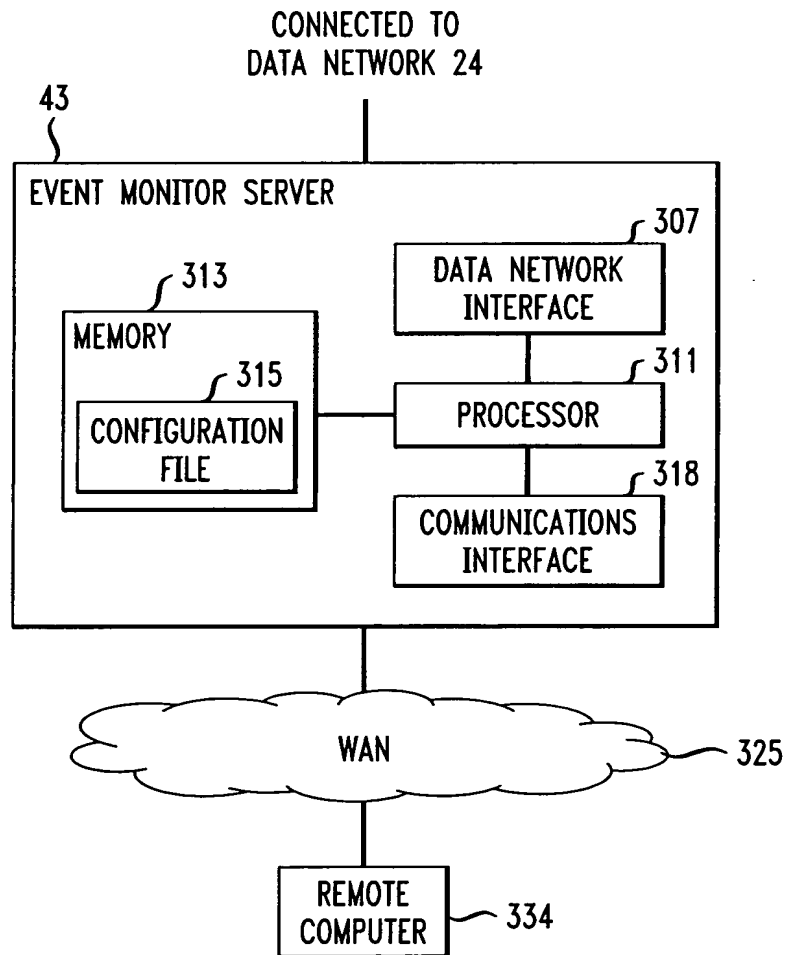 CONNECTED TO
DATA NETWORK 24
43
EVENT MONITOR SERVER
307
DATA NETWORK
INTERFACE
313
MEMORY
315
CONFIGURATION
FILE
311
PROCESSOR
318
COMMUNICATIONS
INTERFACE
WAN
325
REMOTE
COMPUTER
334